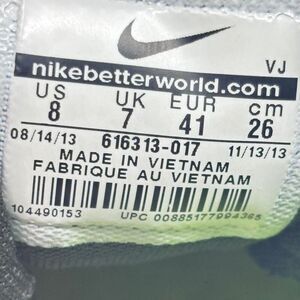 VJ
nikebetterworld.com
US UK EUR cm
8 7 41 26
08/14/13 616313-017 11/13/13
MADE IN VIETNAM
FABRIQUE AU VIETNAM
104490153 UPC 00885177994365